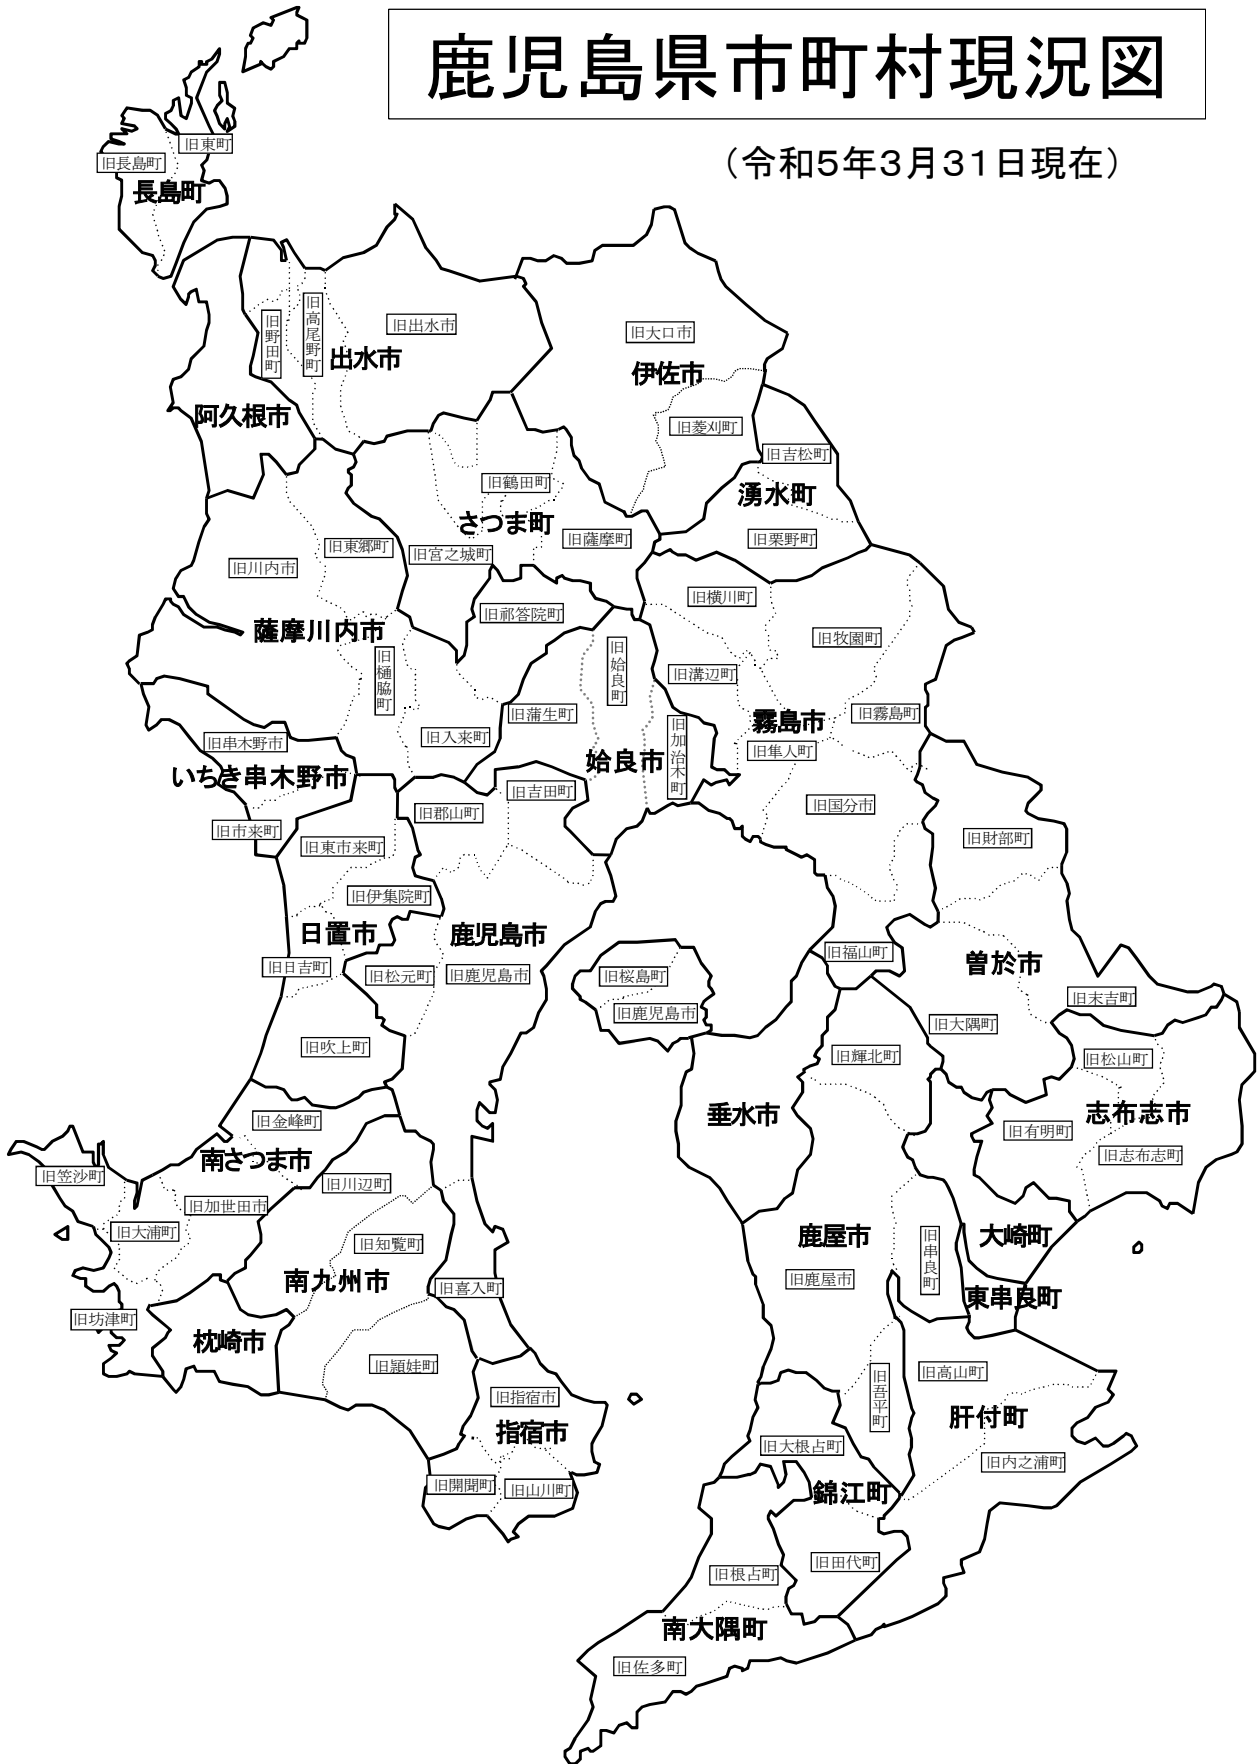 鹿児島県市町村現況図
（令和5年3月31日現在）
旧東町
旧長島町
長島町
旧野田町
旧高尾野町
旧出水市
出水市
阿久根市
旧大口市
伊佐市
旧菱刈町
旧吉松町
湧水町
旧栗野町
旧鶴田町
さつま町
旧薩摩町
旧宮之城町
旧東郷町
旧川内市
薩摩川内市
旧樋脇町
旧入来町
旧祁答院町
旧蒲生町
旧姶良町
姶良市
旧加治木町
旧横川町
旧牧園町
旧溝辺町
旧霧島町
霧島市
旧隼人町
旧国分市
旧福山町
旧串木野市
いちき串木野市
旧市来町
旧東市来町
旧伊集院町
日置市
旧日吉町
旧吹上町
旧郡山町
旧吉田町
鹿児島市
旧松元町
旧鹿児島市
旧桜島町
旧鹿児島市
旧喜入町
旧財部町
曽於市
旧末吉町
旧大隅町
旧松山町
志布志市
旧有明町
旧志布志町
大崎町
東串良町
旧輝北町
垂水市
鹿屋市
旧鹿屋市
旧串良町
旧吾平町
旧高山町
肝付町
旧内之浦町
旧大根占町
錦江町
旧田代町
旧根占町
南大隅町
旧佐多町
旧金峰町
南さつま市
旧笠沙町
旧加世田市
旧大浦町
旧坊津町
枕崎市
旧川辺町
旧知覧町
南九州市
旧頴娃町
旧指宿市
指宿市
旧開聞町
旧山川町